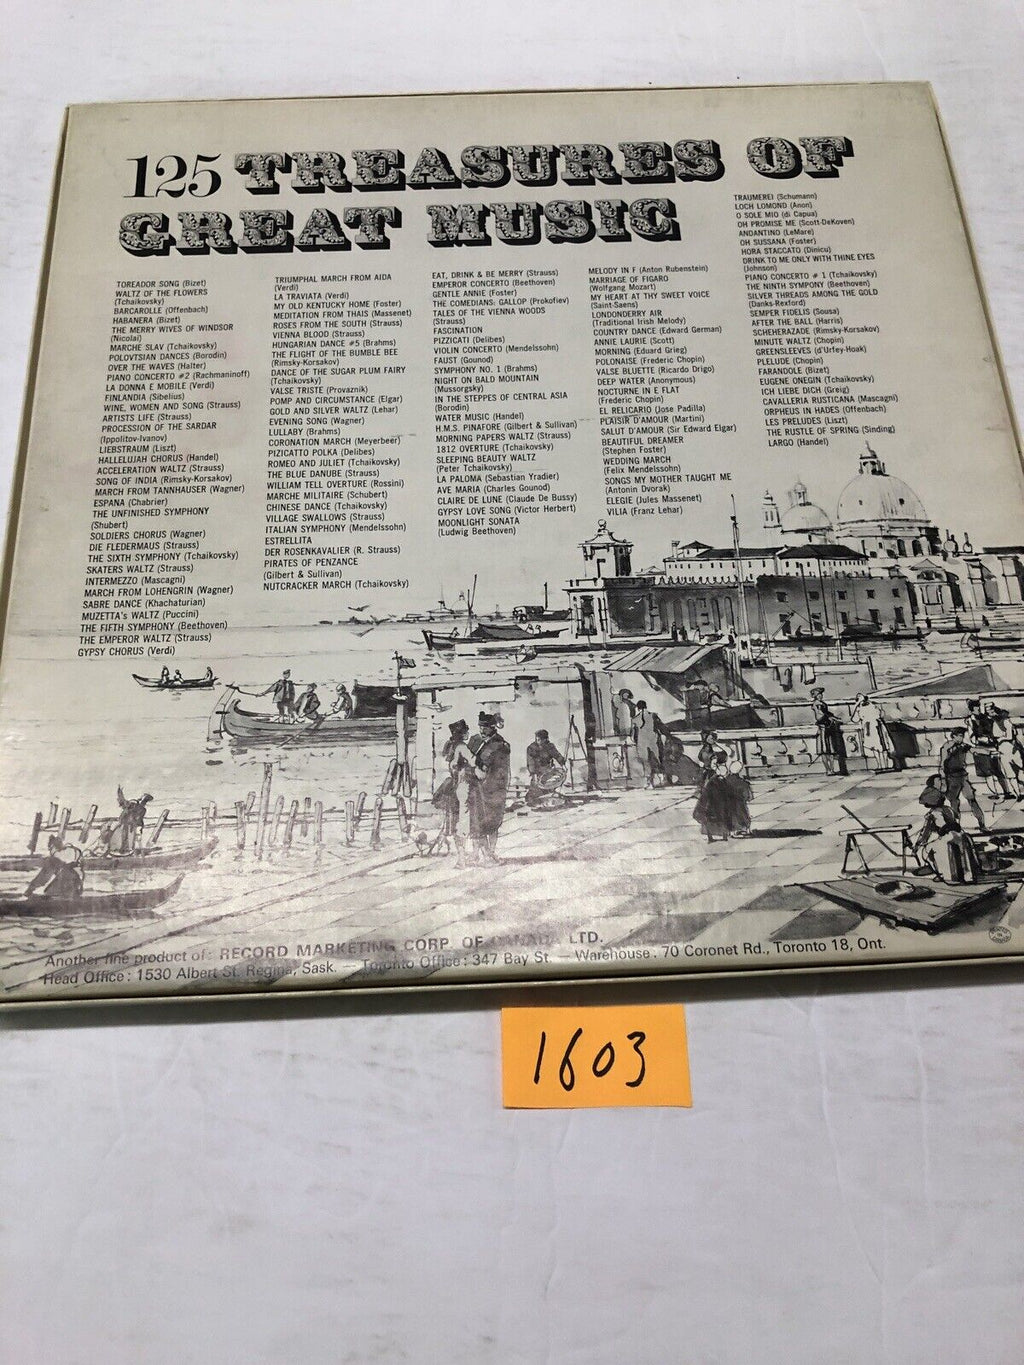 125 TREASURES OF
GREAT MUSIC
TOREADOR SONG (Bizet)
WALTZ OF THE FLOWERS
(Tchaikovsky)
BARCAROLLE (Offenbach)
HABANERA (Bizet)
THE MERRY WIVES OF WINDSOR
(Nicolai)
MARCHE SLAV (Tchaikovsky)
POLOVTSIAN DANCES (Borodin)
OVER THE WAVES (Halter)
PIANO CONCERTO #2 (Rachmaninoff)
LA DONNA E MOBILE (Verdi)
FINLANDIA (Sibelius)
WINE, WOMEN AND SONG (Strauss)
ARTISTS LIFE (Strauss)
PROCESSION OF THE SARDAR
(Ippolitov-Ivanov)
LIEBSTRAUM (Liszt)
HALLELUJAH CHORUS (Handel)
ACCELERATION WALTZ (Strauss)
SONG OF INDIA (Rimsky-Korsakov)
MARCH FROM TANNHAUSER (Wagner)
ESPANA (Chabrier)
THE UNFINISHED SYMPHONY
(Shubert)
SOLDIERS CHORUS (Wagner)
DIE FLEDERMAUS (Strauss)
THE SIXTH SYMPHONY (Tchaikovsky)
SKATERS WALTZ (Strauss)
INTERMEZZO (Mascagni)
MARCH FROM LOHENGRIN (Wagner)
SABRE DANCE (Khachaturian)
MUZETTA's WALTZ (Puccini)
THE FIFTH SYMPHONY (Beethoven)
THE EMPEROR WALTZ (Strauss)
GYPSY CHORUS (Verdi)
TRIUMPHAL MARCH FROM AIDA
(Verdi)
LA TRAVIATA (Verdi)
MY OLD KENTUCKY HOME (Foster)
MEDITATION FROM THAIS (Massenet)
ROSES FROM THE SOUTH (Strauss)
VIENNA BLOOD (Strauss)
HUNGARIAN DANCE #5 (Brahms)
THE FLIGHT OF THE BUMBLE BEE
(Rimsky-Korsakov)
DANCE OF THE SUGAR PLUM FAIRY
(Tchaikovsky)
VALSE TRISTE (Provaznik)
POMP AND CIRCUMSTANCE (Elgar)
GOLD AND SILVER WALTZ (Lehar)
EVENING SONG (Wagner)
LULLABY (Brahms)
CORONATION MARCH (Meyerbeer)
PIZICATTO POLKA (Delibes)
ROMEO AND JULIET (Tchaikovsky)
THE BLUE DANUBE (Strauss)
WILLIAM TELL OVERTURE (Rossini)
MARCHE MILITAIRE (Schubert)
CHINESE DANCE (Tchaikovsky)
VILLAGE SWALLOWS (Strauss)
ITALIAN SYMPHONY (Mendelssohn)
ESTRELLITA
DER ROSENKAVALIER (R. Strauss)
PIRATES OF PENZANCE
(Gilbert & Sullivan)
NUTCRACKER MARCH (Tchaikovsky)
EAT, DRINK & BE MERRY (Strauss)
EMPEROR CONCERTO (Beethoven)
GENTLE ANNIE (Foster)
THE COMEDIANS: GALLOP (Prokofiev)
TALES OF THE VIENNA WOODS
(Strauss)
FASCINATION
PIZZICATI (Delibes)
VIOLIN CONCERTO (Mendelssohn)
FAUST (Gounod)
SYMPHONY NO. 1 (Brahms)
NIGHT ON BALD MOUNTAIN
(Mussorgsky)
IN THE STEPPES OF CENTRAL ASIA
(Borodin)
WATER MUSIC (Handel)
H.M.S. PINAFORE (Gilbert & Sullivan)
MORNING PAPERS WALTZ (Strauss)
1812 OVERTURE (Tchaikovsky)
SLEEPING BEAUTY WALTZ
(Peter Tchaikovsky)
LA PALOMA (Sebastian Yradier)
AVE MARIA (Charles Gounod)
CLAIRE DE LUNE (Claude De Bussy)
GYPSY LOVE SONG (Victor Herbert)
MOONLIGHT SONATA
(Ludwig Beethoven)
MELODY IN F (Anton Rubenstein)
MARRIAGE OF FIGARO
(Wolfgang Mozart)
MY HEART AT THY SWEET VOICE
(Saint-Saens)
LONDONDERRY AIR
(Traditional Irish Melody)
COUNTRY DANCE (Edward German)
ANNIE LAURIE (Scott)
MORNING (Eduard Grieg)
POLONAISE (Frederic Chopin)
VALSE BLUETTE (Ricardo Drigo)
DEEP WATER (Anonymous)
NOCTURNE IN E FLAT
(Frederic Chopin)
EL RELICARIO (Jose Padilla)
PLAISIR D'AMOUR (Martini)
SALUT D'AMOUR (Sir Edward Elgar)
BEAUTIFUL DREAMER
(Stephen Foster)
WEDDING MARCH
(Felix Mendelssohn)
SONGS MY MOTHER TAUGHT ME
(Antonin Dvorak)
ELEGIE (Jules Massenet)
VILIA (Franz Lehar)
TRAUMEREI (Schumann)
LOCH LOMOND (Anon)
O SOLE MIO (di Capua)
OH PROMISE ME (Scott-DeKoven)
ANDANTINO (LeMare)
OH SUSSANA (Foster)
HORA STACCATO (Dinicu)
DRINK TO ME ONLY WITH THINE EYES
(Johnson)
PIANO CONCERTO # 1 (Tchaikovsky)
THE NINTH SYMPONY (Beethoven)
SILVER THREADS AMONG THE GOLD
(Danks-Rexford)
SEMPER FIDELIS (Sousa)
AFTER THE BALL (Harris)
SCHEHERAZADE (Rimsky-Korsakov)
MINUTE WALTZ (Chopin)
GREENSLEEVES (d'Urfey-Hoak)
PLELUDE (Chopin)
FARANDOLE (Bizet)
EUGENE ONEGIN (Tchaikovsky)
ICH LIEBE DICH (Greig)
CAVALLERIA RUSTICANA (Mascagni)
ORPHEUS IN HADES (Offenbach)
LES PRELUDES (Liszt)
THE RUSTLE OF SPRING (Sinding)
LARGO (Handel)
Another fine product of: RECORD MARKETING CORP. OF CANADA LTD.
Head Office: 1530 Albert St. Regina, Sask. — Toronto Office: 347 Bay St. — Warehouse: 70 Coronet Rd., Toronto 18, Ont.
1603